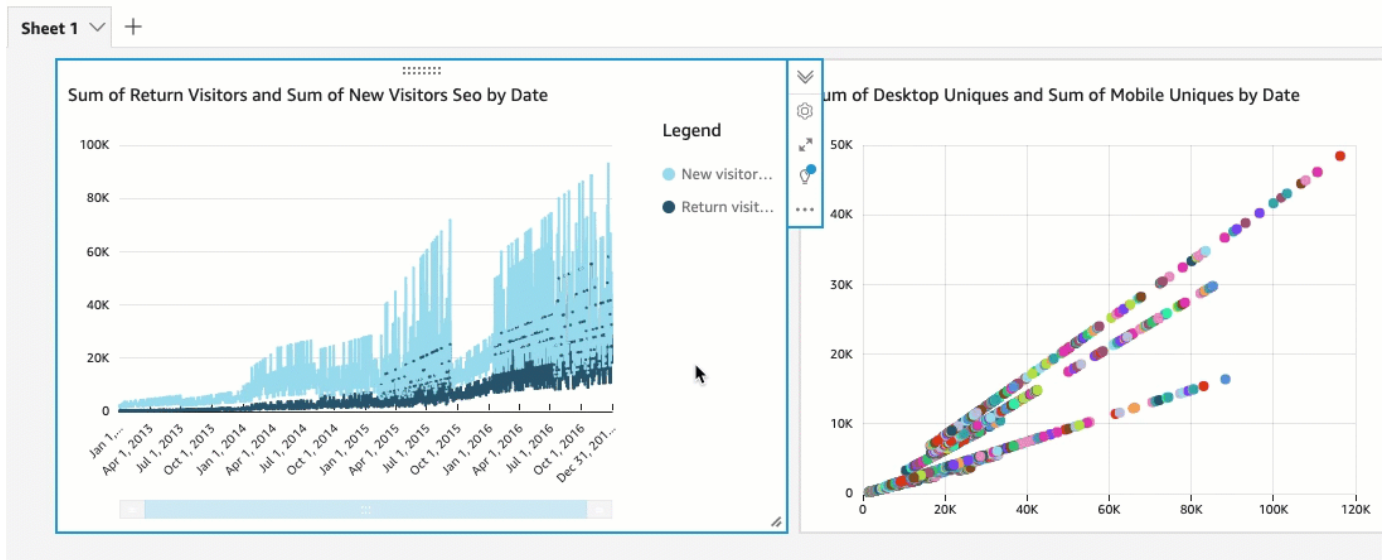 Sheet 1
Sum of Return Visitors and Sum of New Visitors Seo by Date
100K
80K
60K
40K
20K
0
Jan 1,...
Apr 1, 2013
Jul 1, 2013
Oct 1, 2013
Jan 1, 2014
Apr 1, 2014
Jul 1, 2014
Oct 1, 2014
Jan 1, 2015
Apr 1, 2015
Jul 1, 2015
Oct 1, 2015
Jan 1, 2016
Apr 1, 2016
Jul 1, 2016
Oct 1, 2016
Dec 31, 201...
Legend
New visitor...
Return visit...
um of Desktop Uniques and Sum of Mobile Uniques by Date
50K
40K
30K
20K
10K
0
0
20K
40K
60K
80K
100K
120K